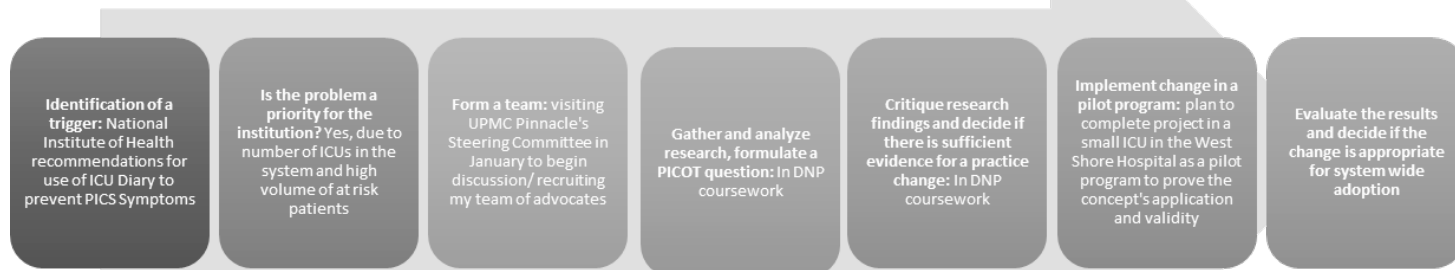 Identification of a
trigger: National
Institute of Health
recommendations for
use of ICU Diary to
prevent PICS Symptoms
Is the problem a
priority for the
institution? Yes, due to
number of ICUs in the
system and high
volume of at risk
patients
Form a team: visiting
UPMC Pinnacle's
Steering Committee in
January to begin
discussion/ recruiting
my team of advocates
Gather and analyze
research, formulate a
PICOT question: In DNP
coursework
Critique research
findings and decide if
there is sufficient
evidence for a practice
change: In DNP
coursework
Implement change in a
pilot program: plan to
complete project in a
small ICU in the West
Shore Hospital as a pilot
program to prove the
concept's application
and validity
Evaluate the results
and decide if the
change is appropriate
for system wide
adoption